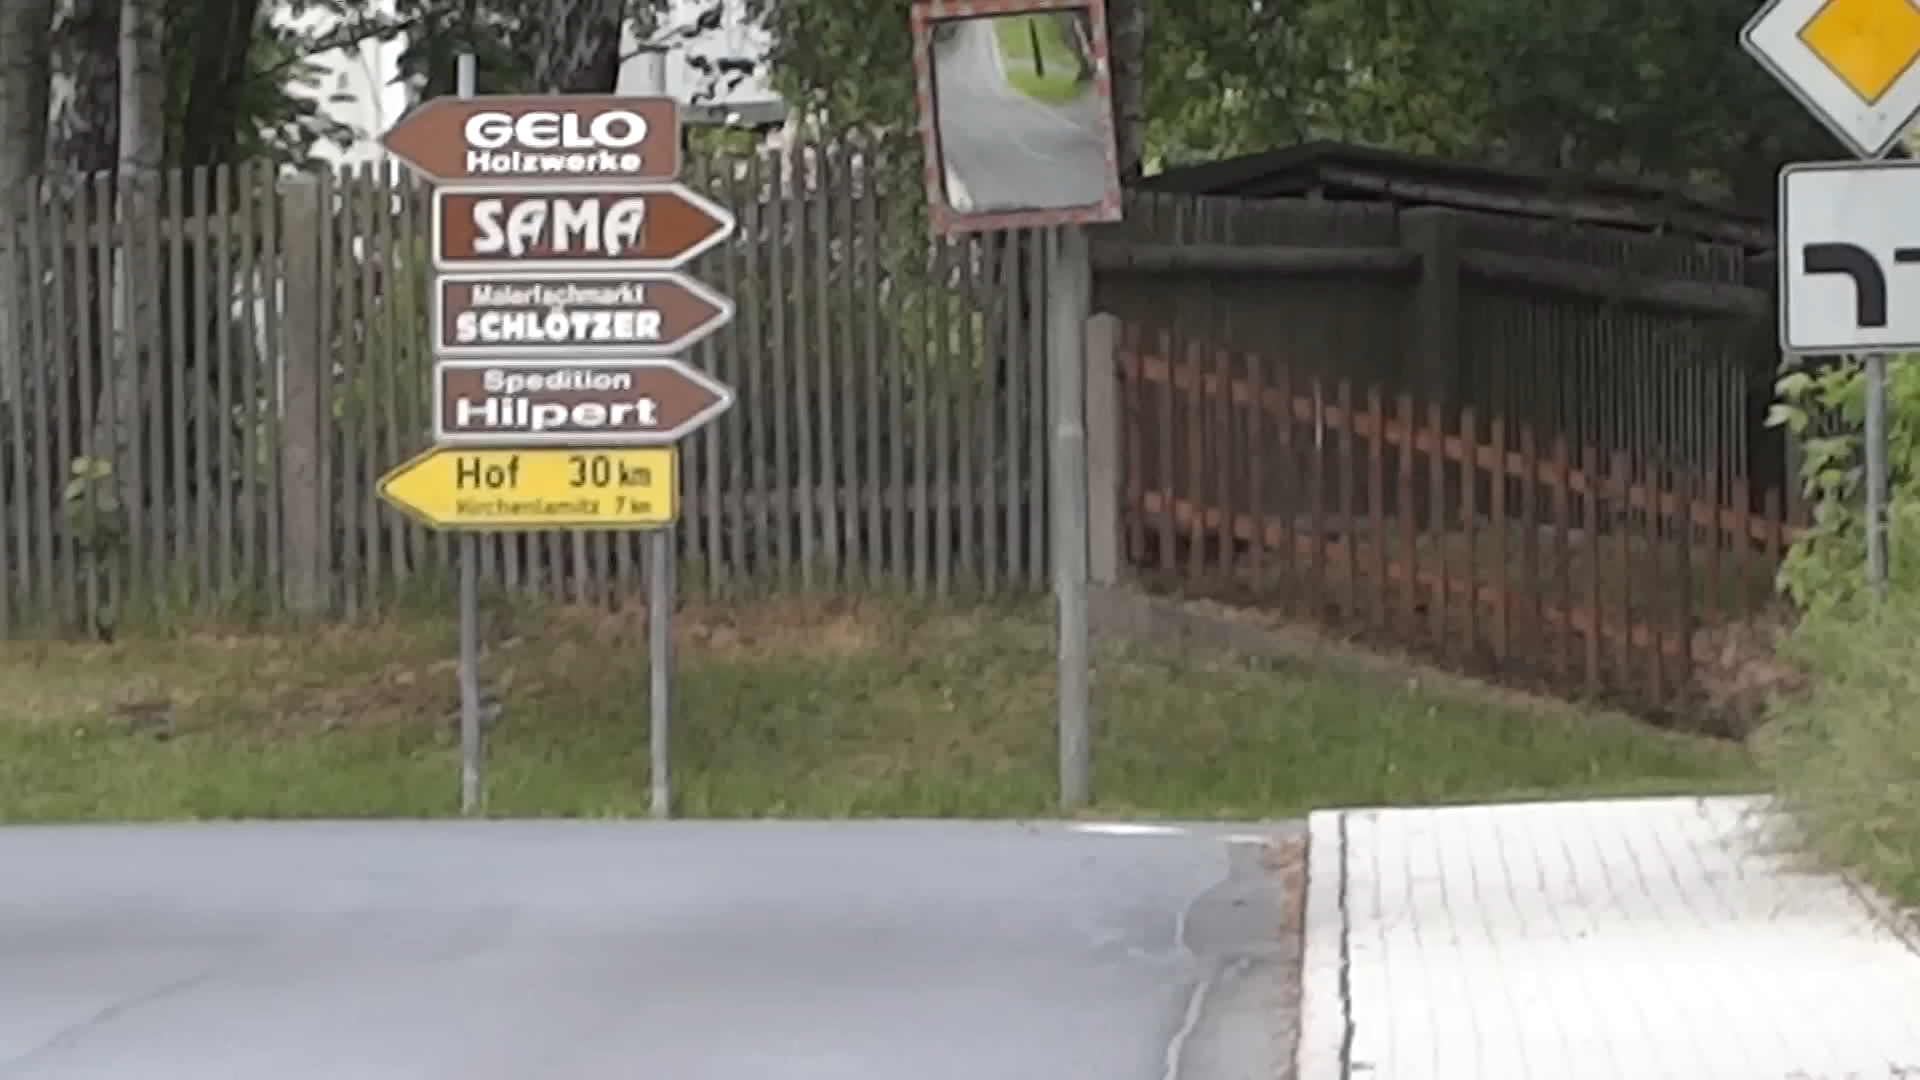 GELO
Holzwerke
SAMA
Malerfachmarkt
SCHLÖTZER
Spedition
Hilpert
Hof 30 km
Kirchenlamitz 7 km